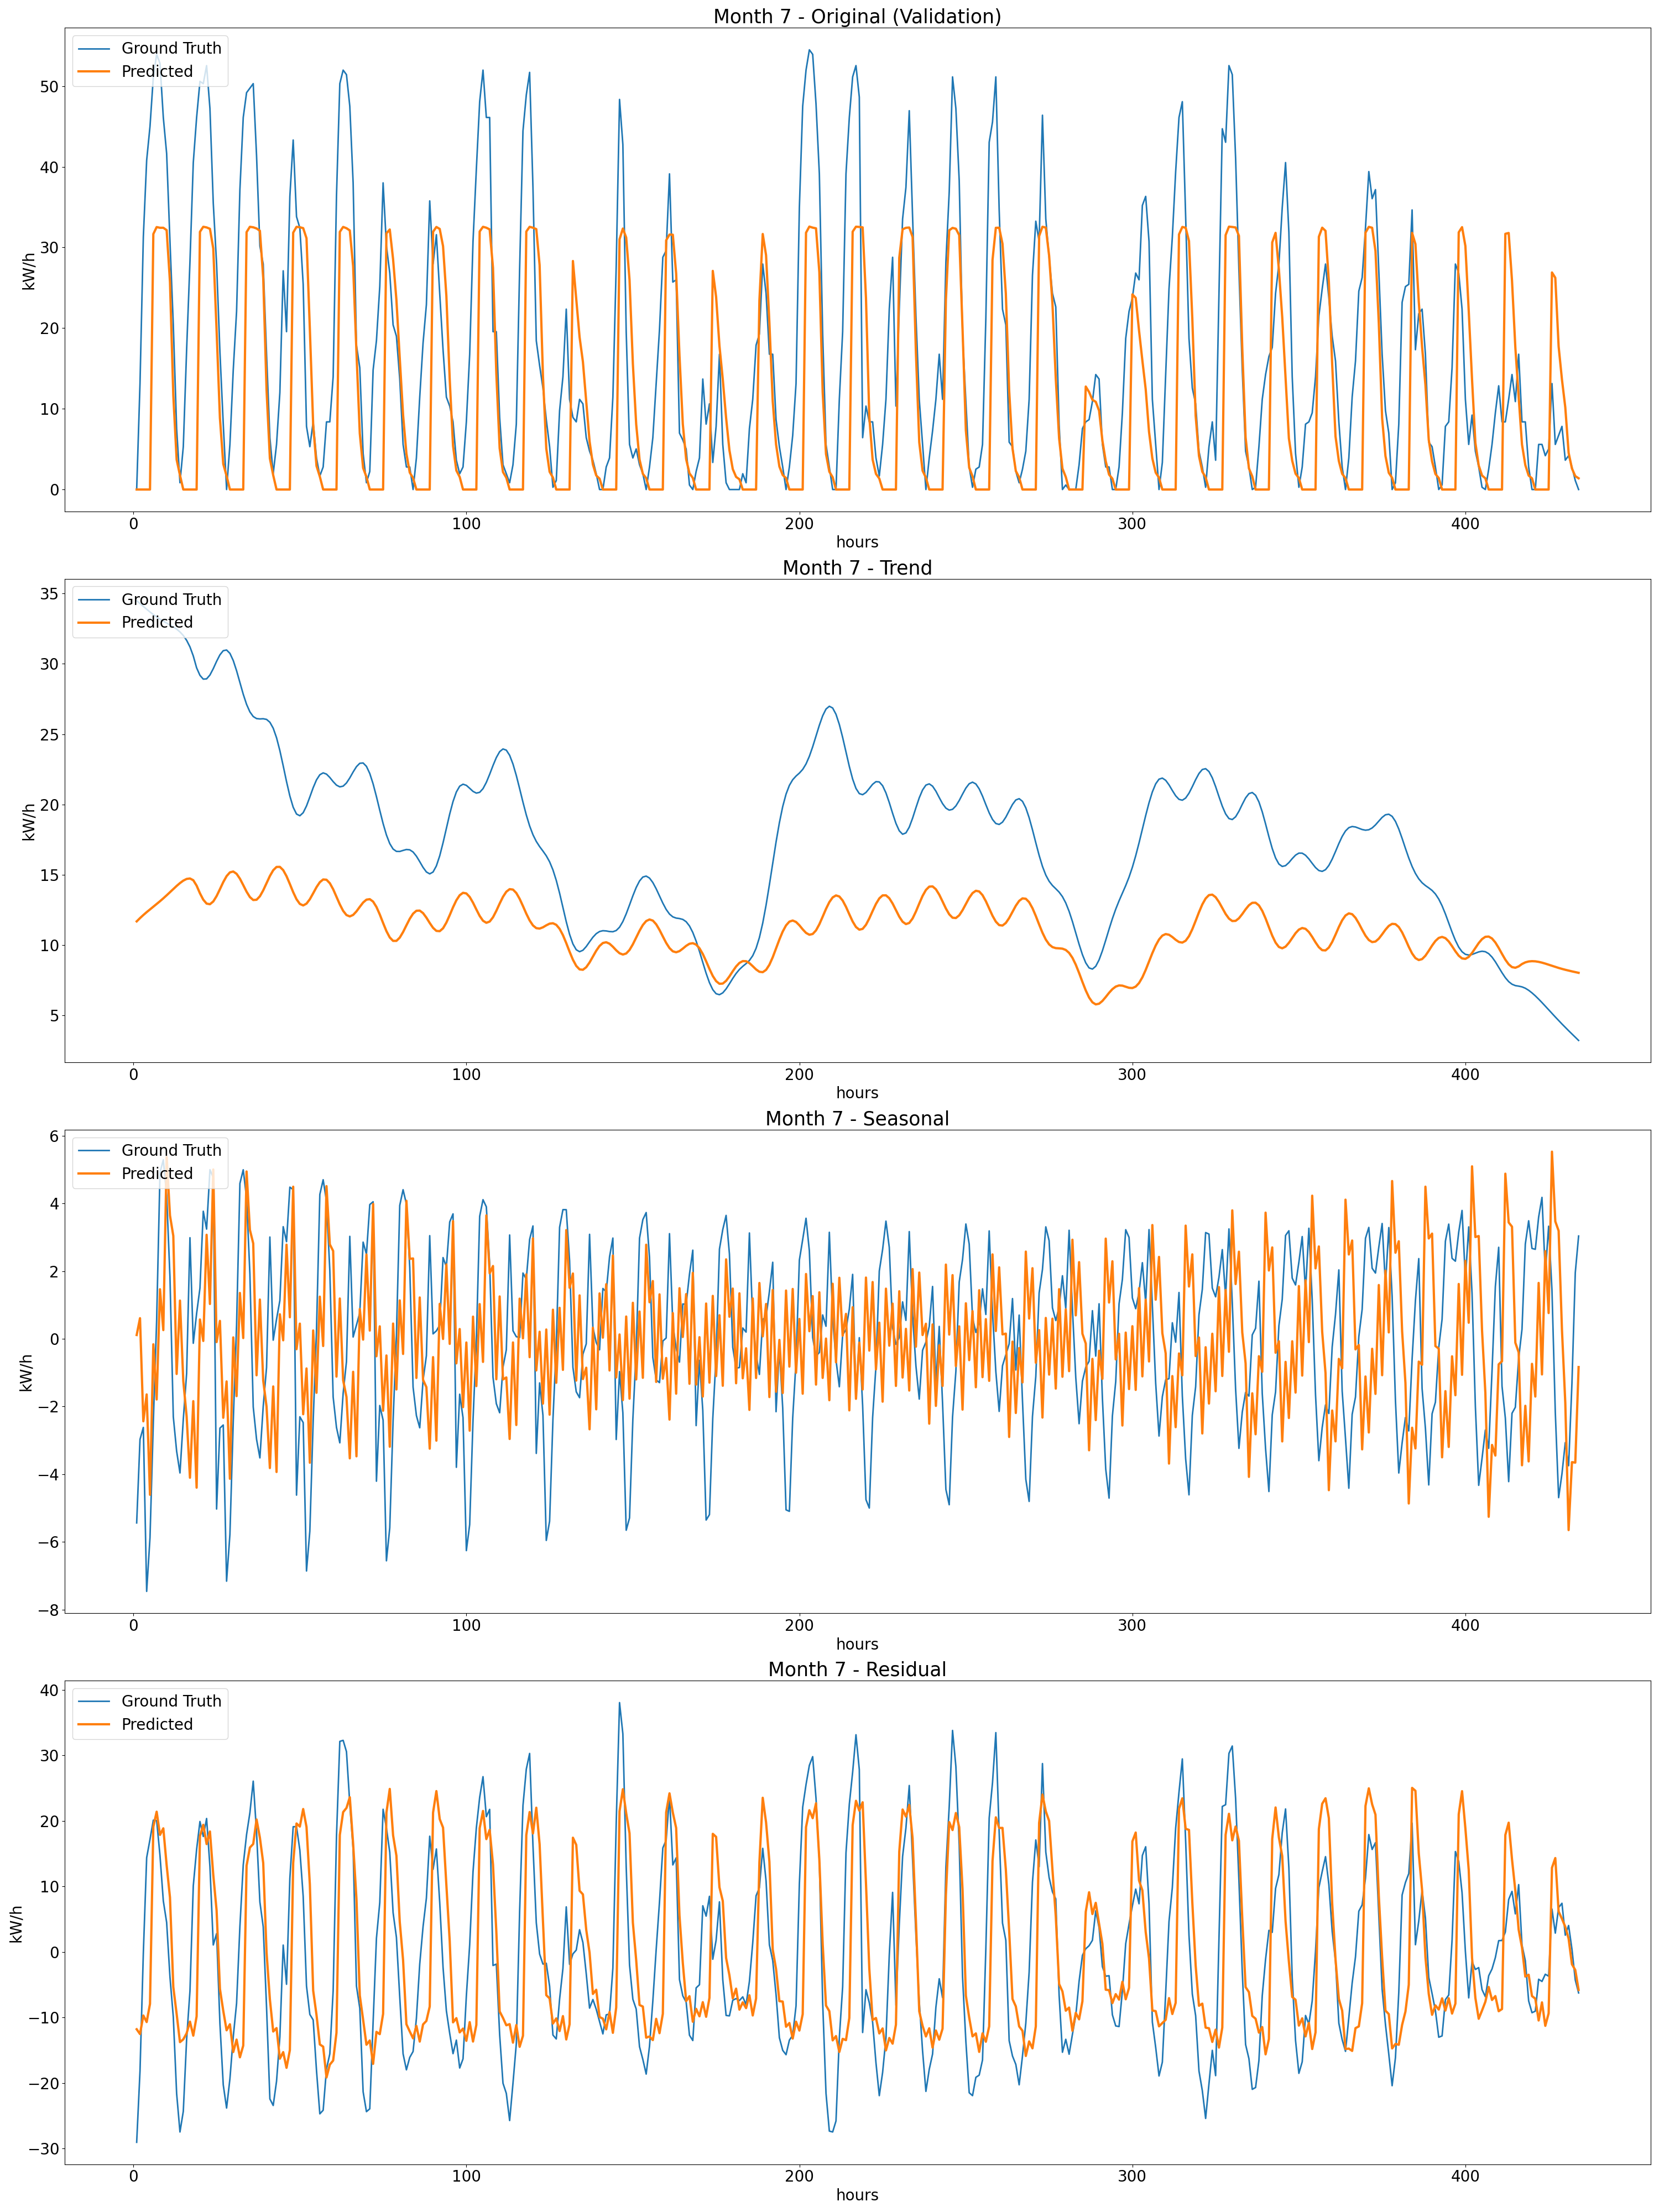 Month 7 - Original (Validation)
Ground Truth
Predicted
50
40
30
20
10
0
kW/h
0 100 200 300 400
hours
Month 7 - Trend
Ground Truth
Predicted
35
30
25
20
15
10
5
kW/h
0 100 200 300 400
hours
Month 7 - Seasonal
Ground Truth
Predicted
6
4
2
0
−2
−4
−6
−8
kW/h
0 100 200 300 400
hours
Month 7 - Residual
Ground Truth
Predicted
40
30
20
10
0
−10
−20
−30
kW/h
0 100 200 300 400
hours